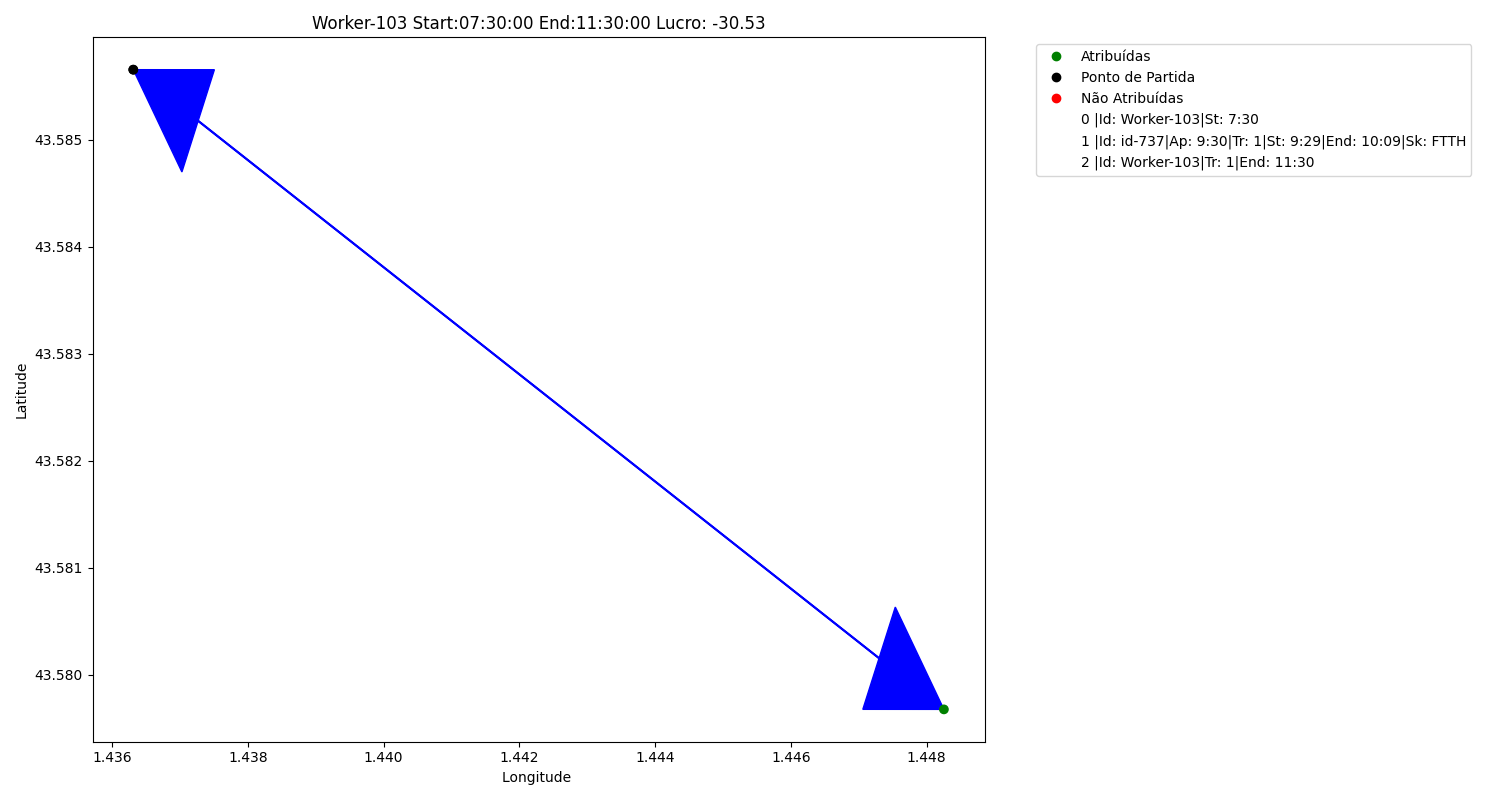 Worker-103 Start:07:30:00 End:11:30:00 Lucro: -30.53
Atribuídas
Ponto de Partida
Não Atribuídas
0 |Id: Worker-103|St: 7:30
1 |Id: id-737|Ap: 9:30|Tr: 1|St: 9:29|End: 10:09|Sk: FTTH
2 |Id: Worker-103|Tr: 1|End: 11:30
Latitude
43.585
43.584
43.583
43.582
43.581
43.580
1.436 1.438 1.440 1.442 1.444 1.446 1.448
Longitude